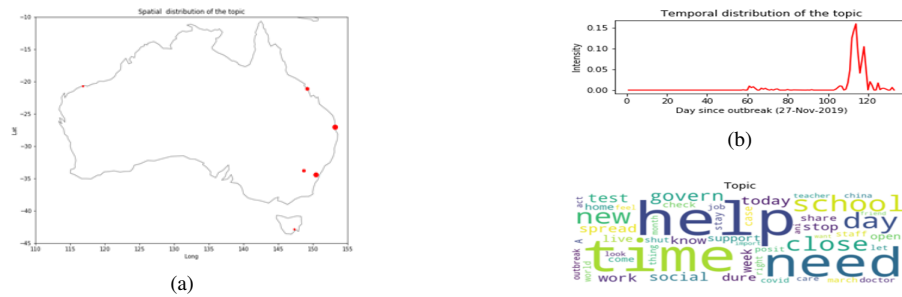 Spatial distribution of the topic
-10
-15
-20
-25
-30
-35
-40
-45
Lat
110 115 120 125 130 135 140 145 150 155
Long
(a)
Temporal distribution of the topic
0.15
0.10
0.05
0.00
Intensity
0 20 40 60 80 100 120
Day since outbreak (27-Nov-2019)
(b)
Topic
teacher china
test govern today school
act home feel check job
new help day
spread month stay case share stop staff friend
live shut know support ani open
outbreak A time close
look come thing week posit let
world right import need
work social dure covid care march doctor